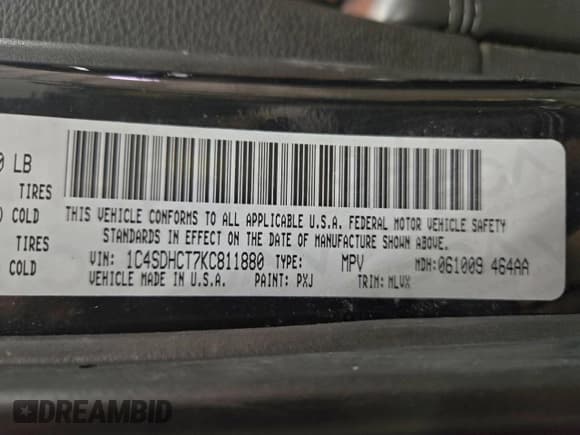 0 LB
TIRES
) COLD
TIRES
COLD
THIS VEHICLE CONFORMS TO ALL APPLICABLE U.S.A. FEDERAL MOTOR VEHICLE SAFETY
STANDARDS IN EFFECT ON THE DATE OF MANUFACTURE SHOWN ABOVE.
VIN: 1C4SDHCT7KC811880 TYPE: MPV MDH:061009 464AA
VEHICLE MADE IN U.S.A. PAINT: PXJ TRIM: MLVX
DREAMBID